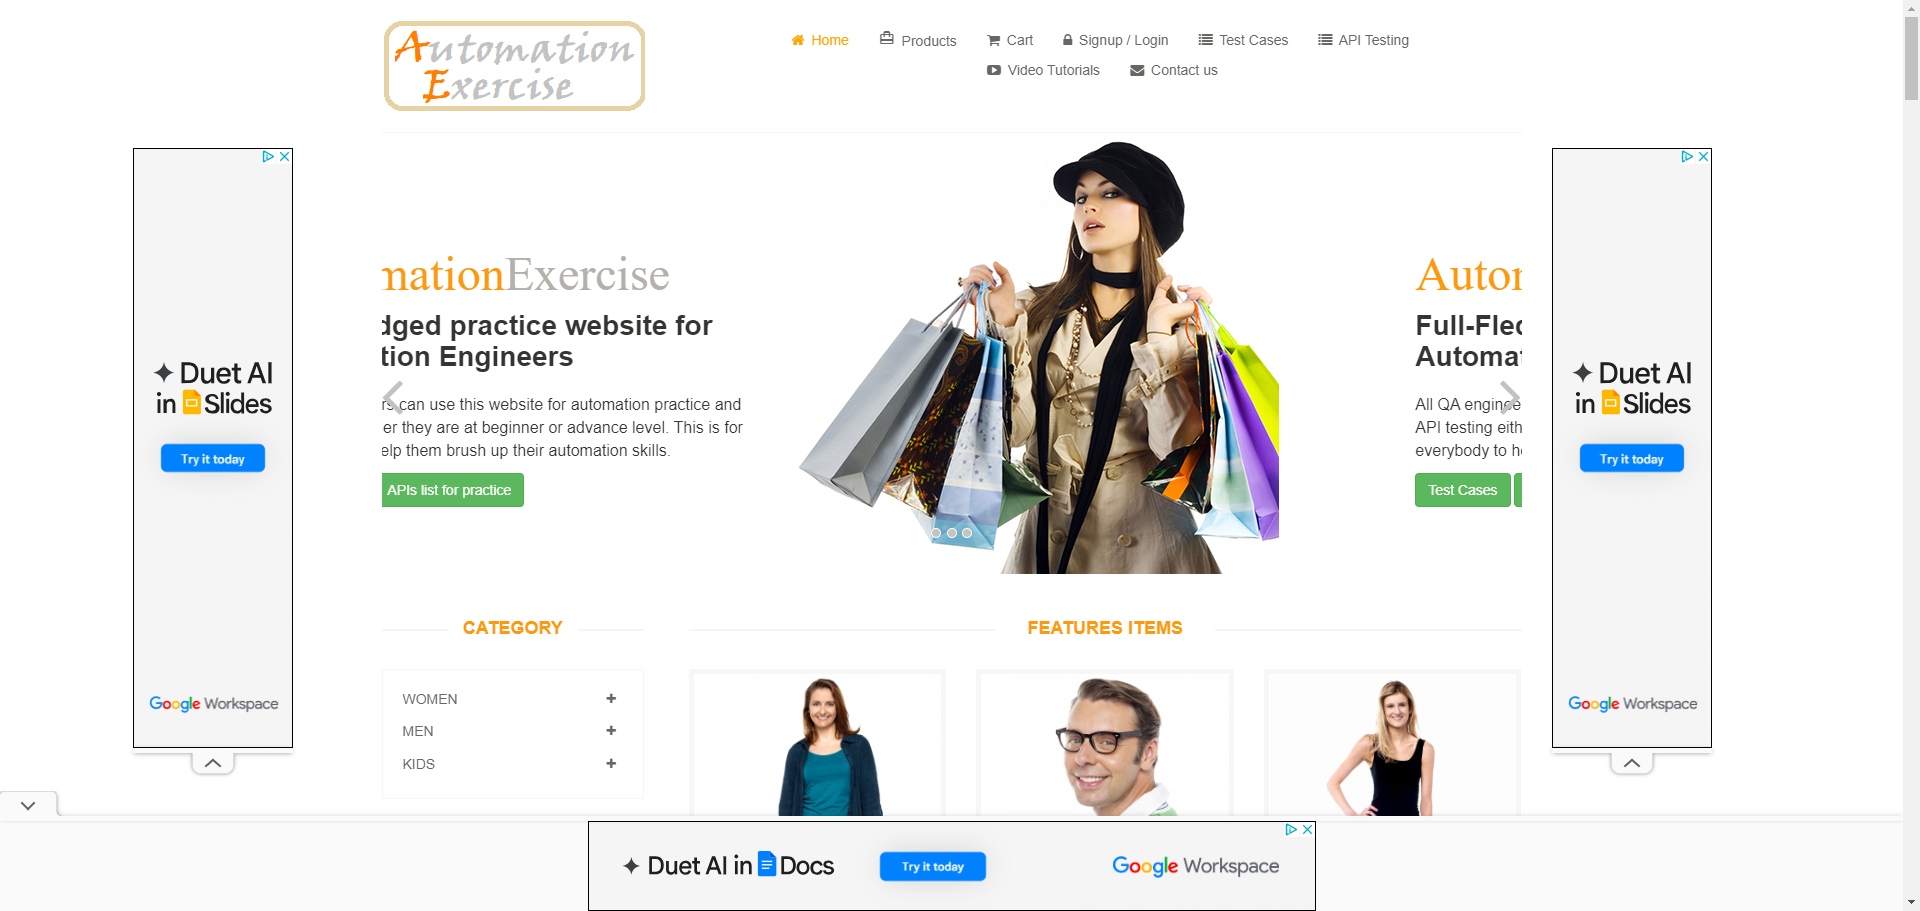 Automation
Exercise
Home
Products
Cart
Signup / Login
Test Cases
API Testing
Video Tutorials
Contact us
mationExercise
dged practice website for
tion Engineers
rs can use this website for automation practice and
er they are at beginner or advance level. This is for
elp them brush up their automation skills.
APIs list for practice
Autor
Full-Fled
Automat
All QA engine
API testing eith
everybody to he
Test Cases
Duet AI
in Slides
Try it today
Google Workspace
Duet AI
in Slides
Try it today
Google Workspace
CATEGORY
WOMEN
MEN
KIDS
FEATURES ITEMS
Duet AI in Docs
Try it today
Google Workspace